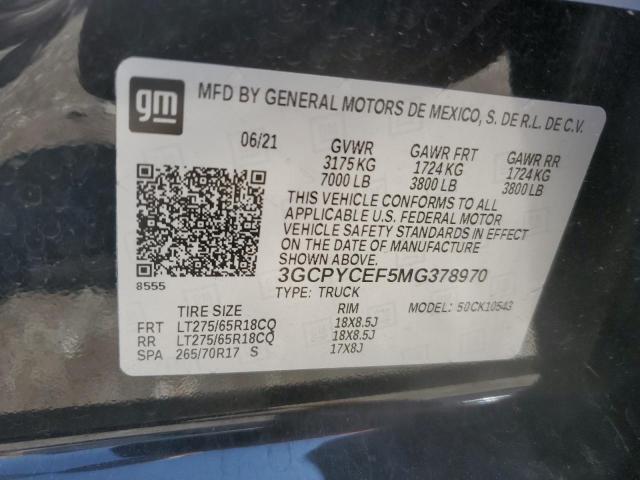 gm
MFD BY GENERAL MOTORS DE MEXICO, S. DE R.L. DE C.V.
06/21 GVWR GAWR FRT GAWR RR
3175 KG 1724 KG 1724 KG
7000 LB 3800 LB 3800 LB
THIS VEHICLE CONFORMS TO ALL
APPLICABLE U.S. FEDERAL MOTOR
VEHICLE SAFETY STANDARDS IN EFFECT
ON THE DATE OF MANUFACTURE
SHOWN ABOVE.
8555
3GCPYCEF5MG378970
TYPE: TRUCK MODEL: 50CK10543
TIRE SIZE RIM
FRT LT275/65R18CQ 18X8.5J
RR LT275/65R18CQ 18X8.5J
SPA 265/70R17 S 17X8J